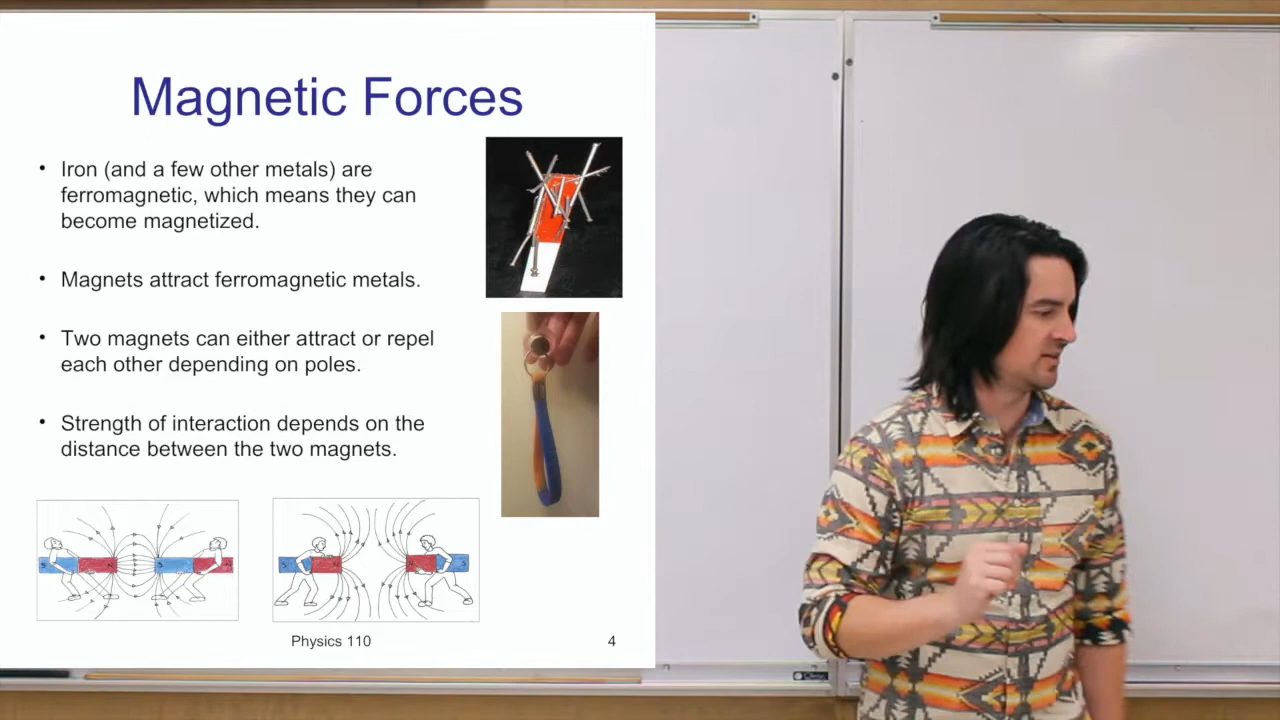 Magnetic Forces
• Iron (and a few other metals) are
ferromagnetic, which means they can
become magnetized.
• Magnets attract ferromagnetic metals.
• Two magnets can either attract or repel
each other depending on poles.
• Strength of interaction depends on the
distance between the two magnets.
Physics 110
4